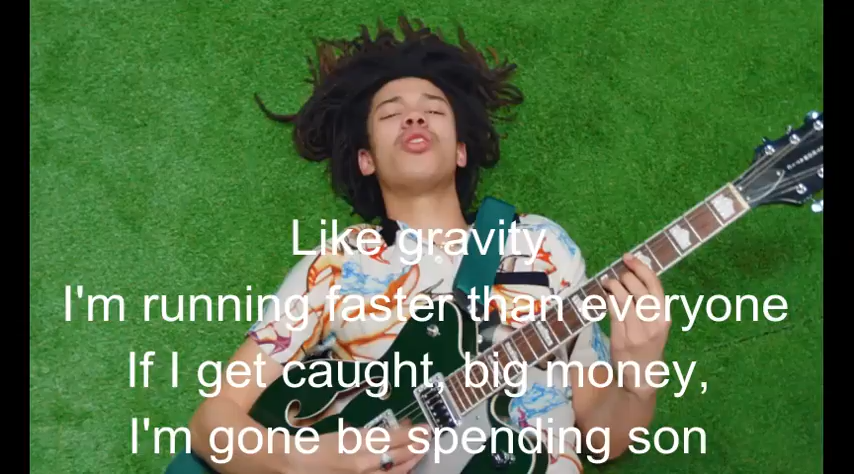 Like gravity
I'm running faster than everyone
If I get caught, big money,
I'm gone be spending son